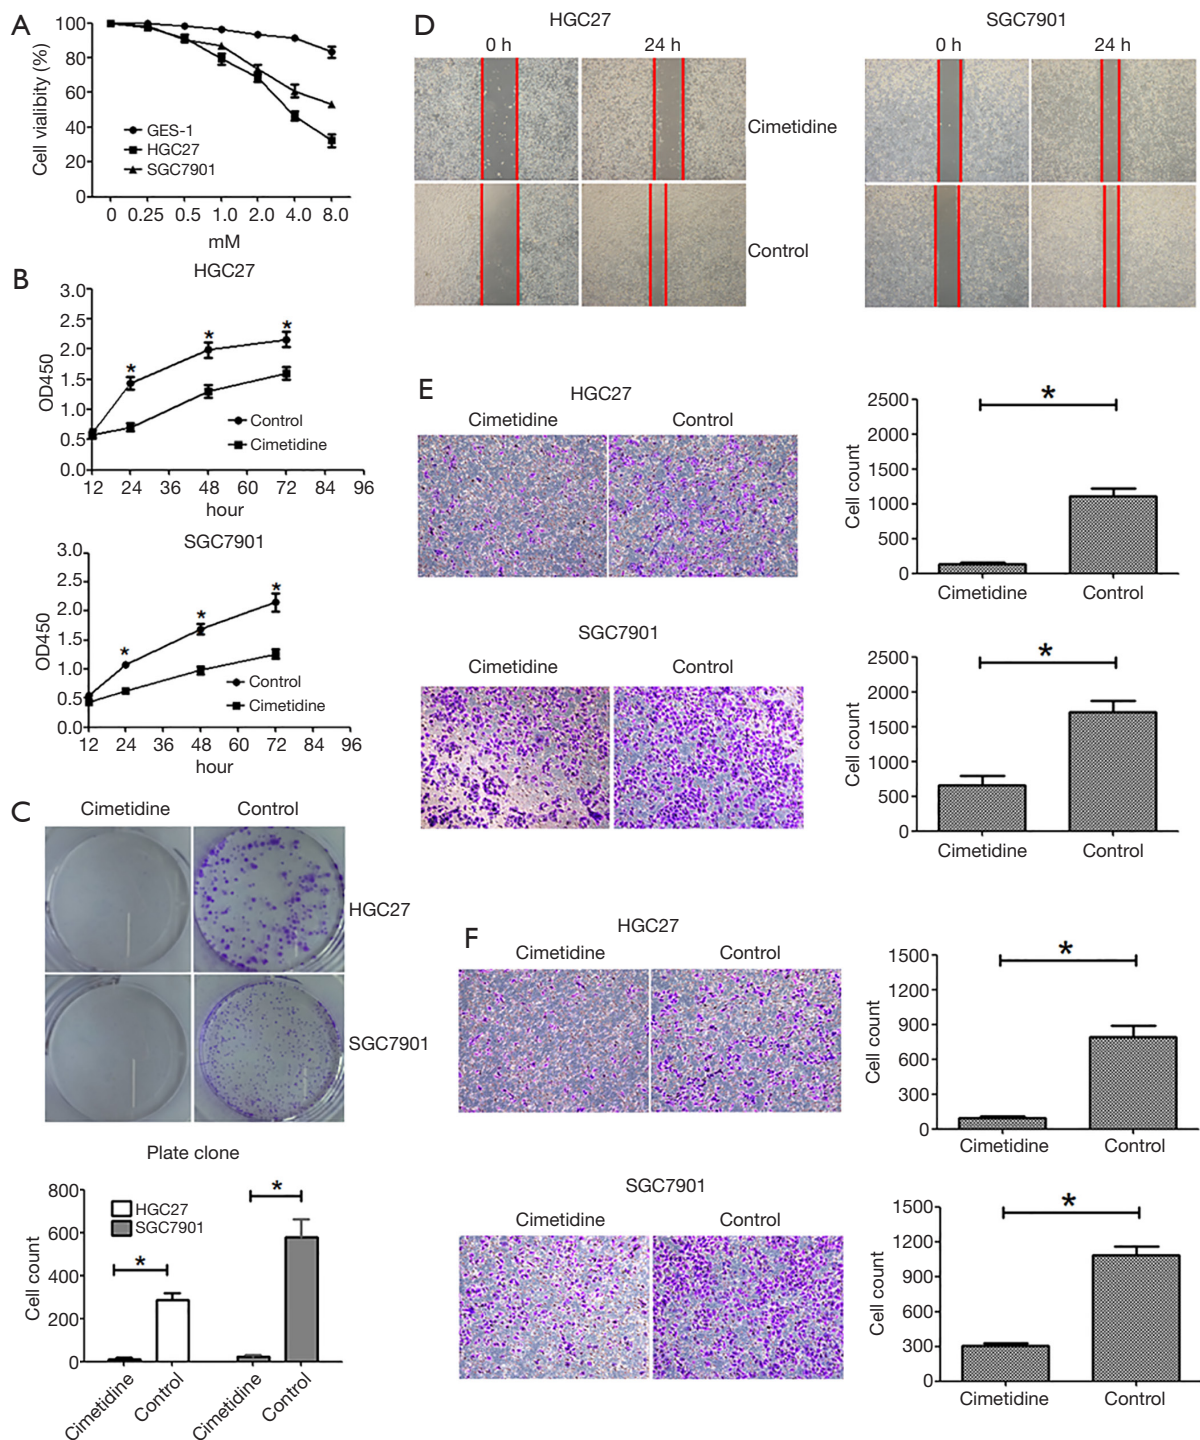 A
100
80
60
40
20
0
Cell vialibity (%)
GES-1
HGC27
SGC7901
0 0.25 0.5 1.0 2.0 4.0 8.0
mM
B
HGC27
3.0
2.5
2.0
1.5
1.0
0.5
0.0
OD450
* * *
Control
Cimetidine
12 24 36 48 60 72 84 96
hour
SGC7901
3.0
2.5
2.0
1.5
1.0
0.5
0.0
OD450
* * *
Control
Cimetidine
12 24 36 48 60 72 84 96
hour
C
Cimetidine Control
HGC27
SGC7901
Plate clone
800
600
400
200
0
Cell count
HGC27
SGC7901
* *
Cimetidine Control Cimetidine Control
D
HGC27 SGC7901
0 h 24 h 0 h 24 h
Cimetidine
Control
E
HGC27
Cimetidine Control
2500
2000
1500
1000
500
0
Cell count
*
Cimetidine Control
SGC7901
Cimetidine Control
2500
2000
1500
1000
500
0
Cell count
*
Cimetidine Control
F
HGC27
Cimetidine Control
1500
1200
900
600
300
0
Cell count
*
Cimetidine Control
SGC7901
Cimetidine Control
1500
1200
900
600
300
0
Cell count
*
Cimetidine Control